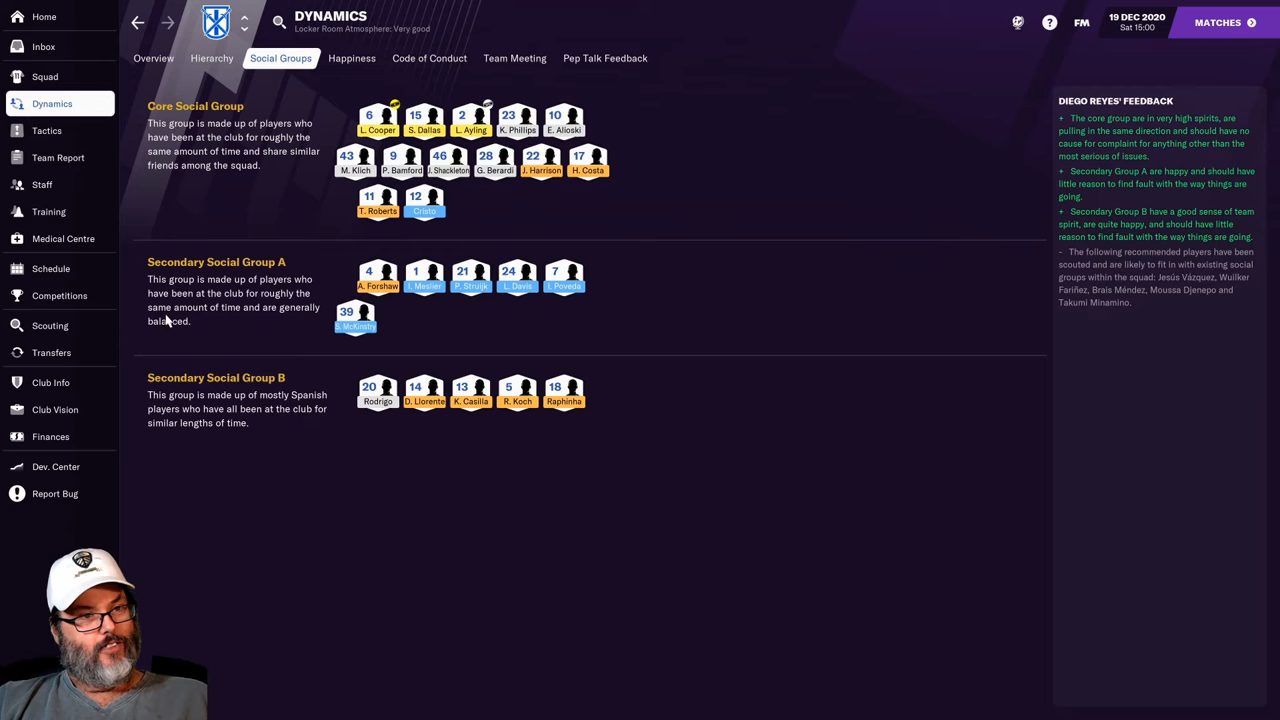 Home
Inbox
Squad
Dynamics
Tactics
Team Report
Staff
Training
Medical Centre
Schedule
Competitions
Scouting
Transfers
Club Info
Club Vision
Finances
Dev. Center
Report Bug
DYNAMICS
Locker Room Atmosphere: Very good
FM
19 DEC 2020
Sat 15:00
MATCHES
Overview
Hierarchy
Social Groups
Happiness
Code of Conduct
Team Meeting
Pep Talk Feedback
Core Social Group
This group is made up of players who
have been at the club for roughly the
same amount of time and share similar
friends among the squad.
6 15 2 23 10
L. Cooper S. Dallas L. Ayling K. Phillips E. Alioski
43 9 46 28 22 17
M. Klich P. Bamford J. Shackleton G. Berardi J. Harrison H. Costa
11 12
T. Roberts Cristo
Secondary Social Group A
This group is made up of players who
have been at the club for roughly the
same amount of time and are generally
balanced.
4 1 21 24 7
A. Forshaw I. Meslier P. Struijk L. Davis I. Poveda
39
S. McKinstry
Secondary Social Group B
This group is made up of mostly Spanish
players who have all been at the club for
similar lengths of time.
20 14 13 5 18
Rodrigo D. Llorente K. Casilla R. Koch Raphinha
DIEGO REYES' FEEDBACK
+ The core group are in very high spirits, are
pulling in the same direction and should have no
cause for complaint for anything other than the
most serious of issues.
+ Secondary Group A are happy and should have
little reason to find fault with the way things are
going.
+ Secondary Group B have a good sense of team
spirit, are quite happy, and should have little
reason to find fault with the way things are going.
- The following recommended players have been
scouted and are likely to fit in with existing social
groups within the squad: Jesús Vázquez, Wuilker
Fariñez, Brais Méndez, Moussa Djenepo and
Takumi Minamino.